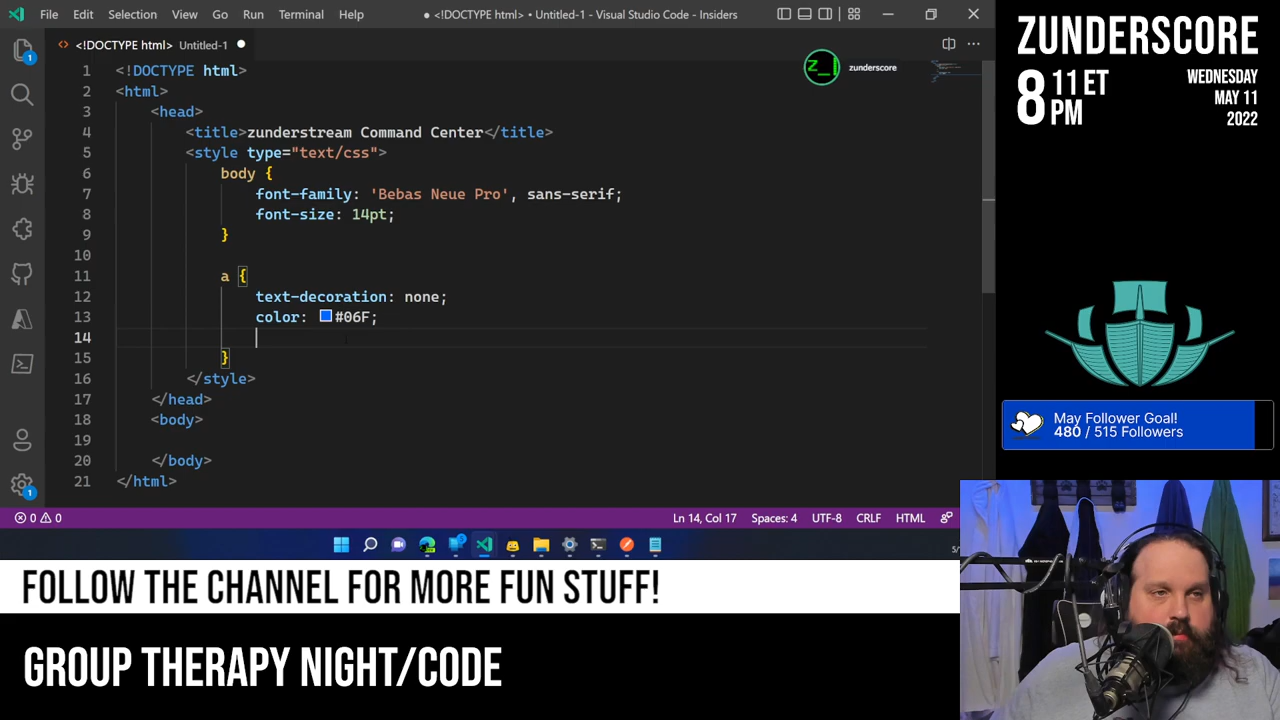 File Edit Selection View Go Run Terminal Help
● <!DOCTYPE html> • Untitled-1 - Visual Studio Code - Insiders
<!DOCTYPE html> Untitled-1 ●
1 <!DOCTYPE html>
2 <html>
3 <head>
4 <title>zunderstream Command Center</title>
5 <style type="text/css">
6 body {
7 font-family: 'Bebas Neue Pro', sans-serif;
8 font-size: 14pt;
9 }
10
11 a {
12 text-decoration: none;
13 color: #06F;
14
15 }
16 </style>
17 </head>
18 <body>
19
20 </body>
21 </html>
z_
zunderscore
1
1
0 0
Ln 14, Col 17 Spaces: 4 UTF-8 CRLF HTML
5/
ZUNDERSCORE
8 11 ET
PM
WEDNESDAY
MAY 11
2022
May Follower Goal!
480 / 515 Followers
FOLLOW THE CHANNEL FOR MORE FUN STUFF!
GROUP THERAPY NIGHT/CODE